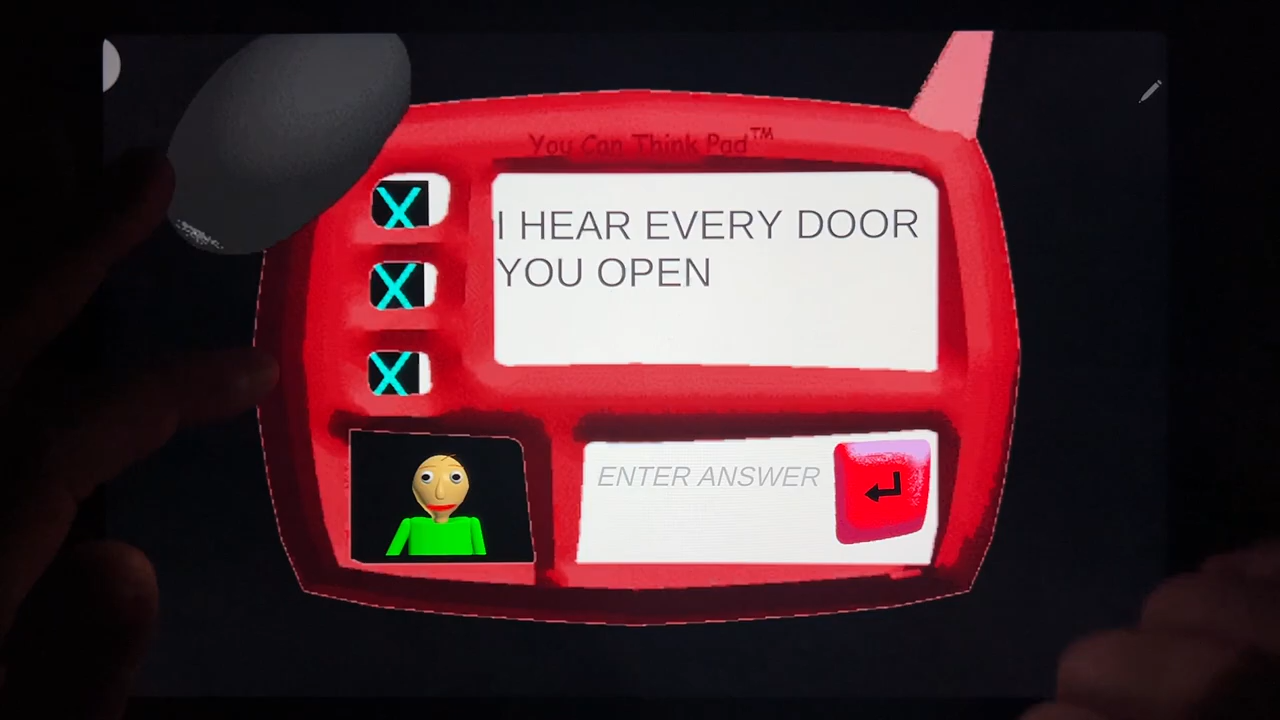 You Can Think Pad™
I HEAR EVERY DOOR
YOU OPEN
ENTER ANSWER